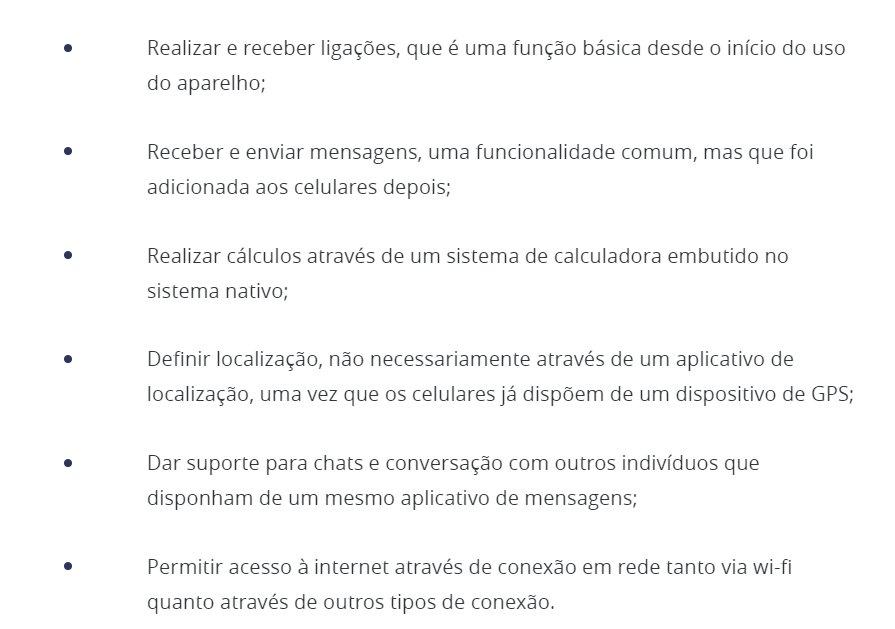 • Realizar e receber ligações, que é uma função básica desde o início do uso
do aparelho;
• Receber e enviar mensagens, uma funcionalidade comum, mas que foi
adicionada aos celulares depois;
• Realizar cálculos através de um sistema de calculadora embutido no
sistema nativo;
• Definir localização, não necessariamente através de um aplicativo de
localização, uma vez que os celulares já dispõem de um dispositivo de GPS;
• Dar suporte para chats e conversação com outros indivíduos que
disponham de um mesmo aplicativo de mensagens;
• Permitir acesso à internet através de conexão em rede tanto via wi-fi
quanto através de outros tipos de conexão.